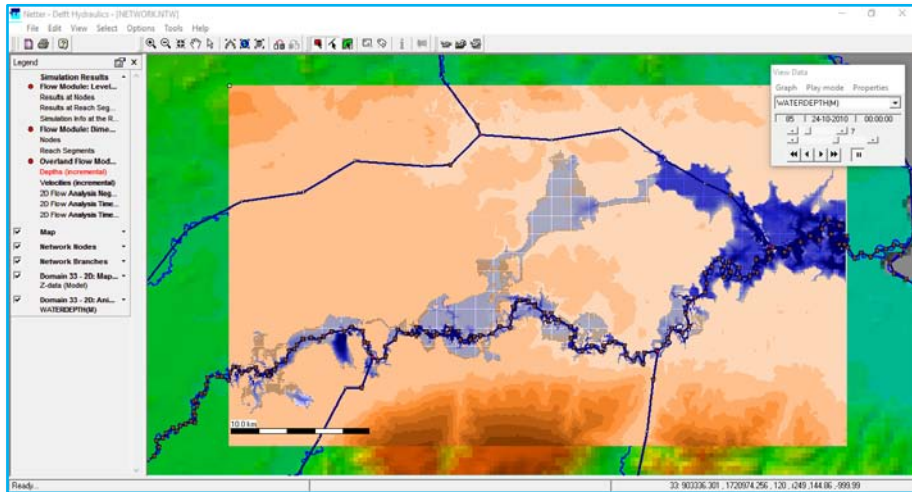 Netter - Delft Hydraulics - [NETWORK.NTW]
File Edit View Select Options Tools Help
Legend
Simulation Results
Flow Module: Level...
Results at Nodes
Results at Reach Seg...
Simulation Info at the R...
Flow Module: Dime...
Nodes
Reach Segments
Overland Flow Mod...
Depths (incremental)
Velocities (incremental)
2D Flow Analysis Neg...
2D Flow Analysis Time...
2D Flow Analysis Time...
Map
Network Nodes
Network Branches
Domain 33 - 2D: Map...
Z-data (Model)
Domain 33 - 2D: Ani...
WATERDEPTH(M)
View Data
Graph Play mode Properties
WATERDEPTH(M)
85 24-10-2010 00:00:00
7
10.0 km
Ready...
33: 903336.301 , 1720974.256 , 120 ,-999.99